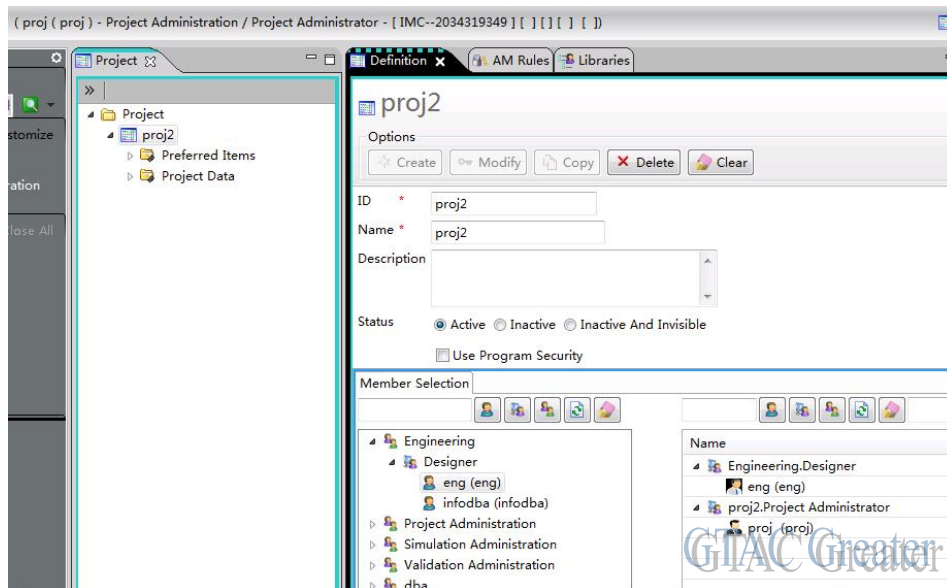 ( proj ( proj ) - Project Administration / Project Administrator - [ IMC--2034319349 ] [ ] [ ] [ ] [ ])
Project
Definition
AM Rules
Libraries
stomize
ration
lose All
»
Project
proj2
Preferred Items
Project Data
proj2
Options
Create
Modify
Copy
Delete
Clear
ID * proj2
Name * proj2
Description
Status Active Inactive Inactive And Invisible
Use Program Security
Member Selection
Engineering
Designer
eng (eng)
infodba (infodba)
Project Administration
Simulation Administration
Validation Administration
dba
Name
Engineering.Designer
eng (eng)
proj2.Project Administrator
proj (proj)
GTAC Greater